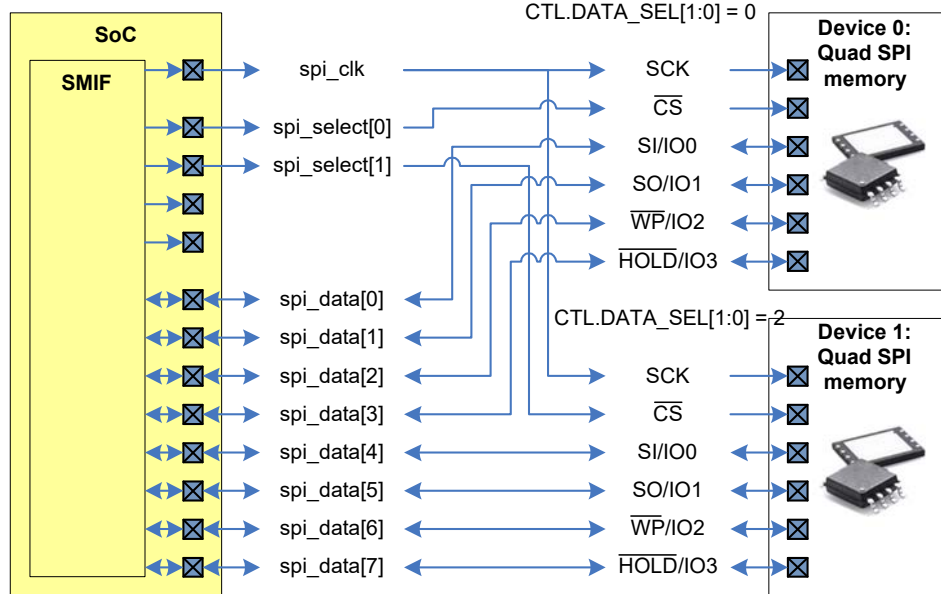 CTL.DATA_SEL[1:0] = 0
SoC
SMIF
Device 0:
Quad SPI
memory
spi_clk
SCK
spi_select[0]
CS
spi_select[1]
SI/IO0
SO/IO1
WP/IO2
HOLD/IO3
spi_data[0]
CTL.DATA_SEL[1:0] = 2
Device 1:
Quad SPI
memory
spi_data[1]
spi_data[2]
SCK
spi_data[3]
CS
spi_data[4]
SI/IO0
spi_data[5]
SO/IO1
spi_data[6]
WP/IO2
spi_data[7]
HOLD/IO3